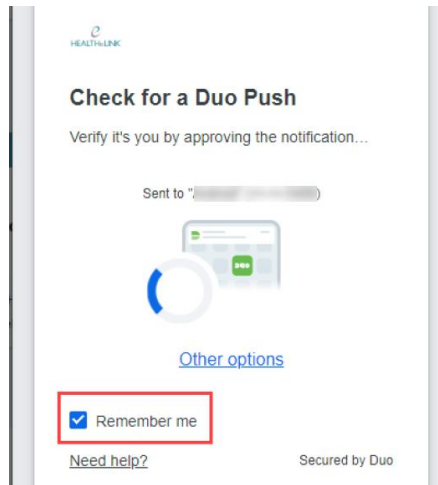 HEALTHeLINK
Check for a Duo Push
Verify it's you by approving the notification…
Sent to "
)
Other options
Remember me
Need help?
Secured by Duo